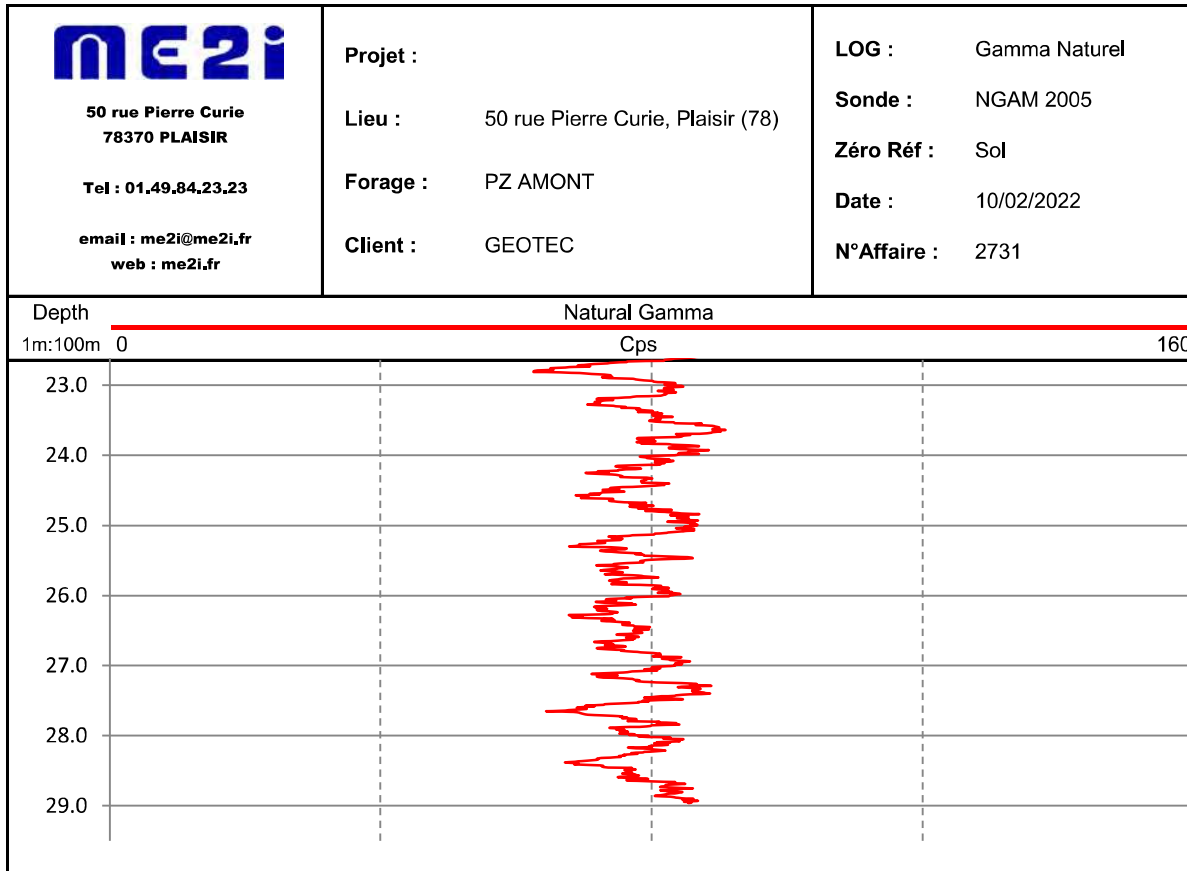 me2i
50 rue Pierre Curie
78370 PLAISIR
Tel : 01.49.84.23.23
email : me2i@me2i.fr
web : me2i.fr
Projet :
Lieu : 50 rue Pierre Curie, Plaisir (78)
Forage : PZ AMONT
Client : GEOTEC
LOG : Gamma Naturel
Sonde : NGAM 2005
Zéro Réf : Sol
Date : 10/02/2022
N°Affaire : 2731
Depth Natural Gamma
1m:100m 0 Cps 160
23.0
24.0
25.0
26.0
27.0
28.0
29.0